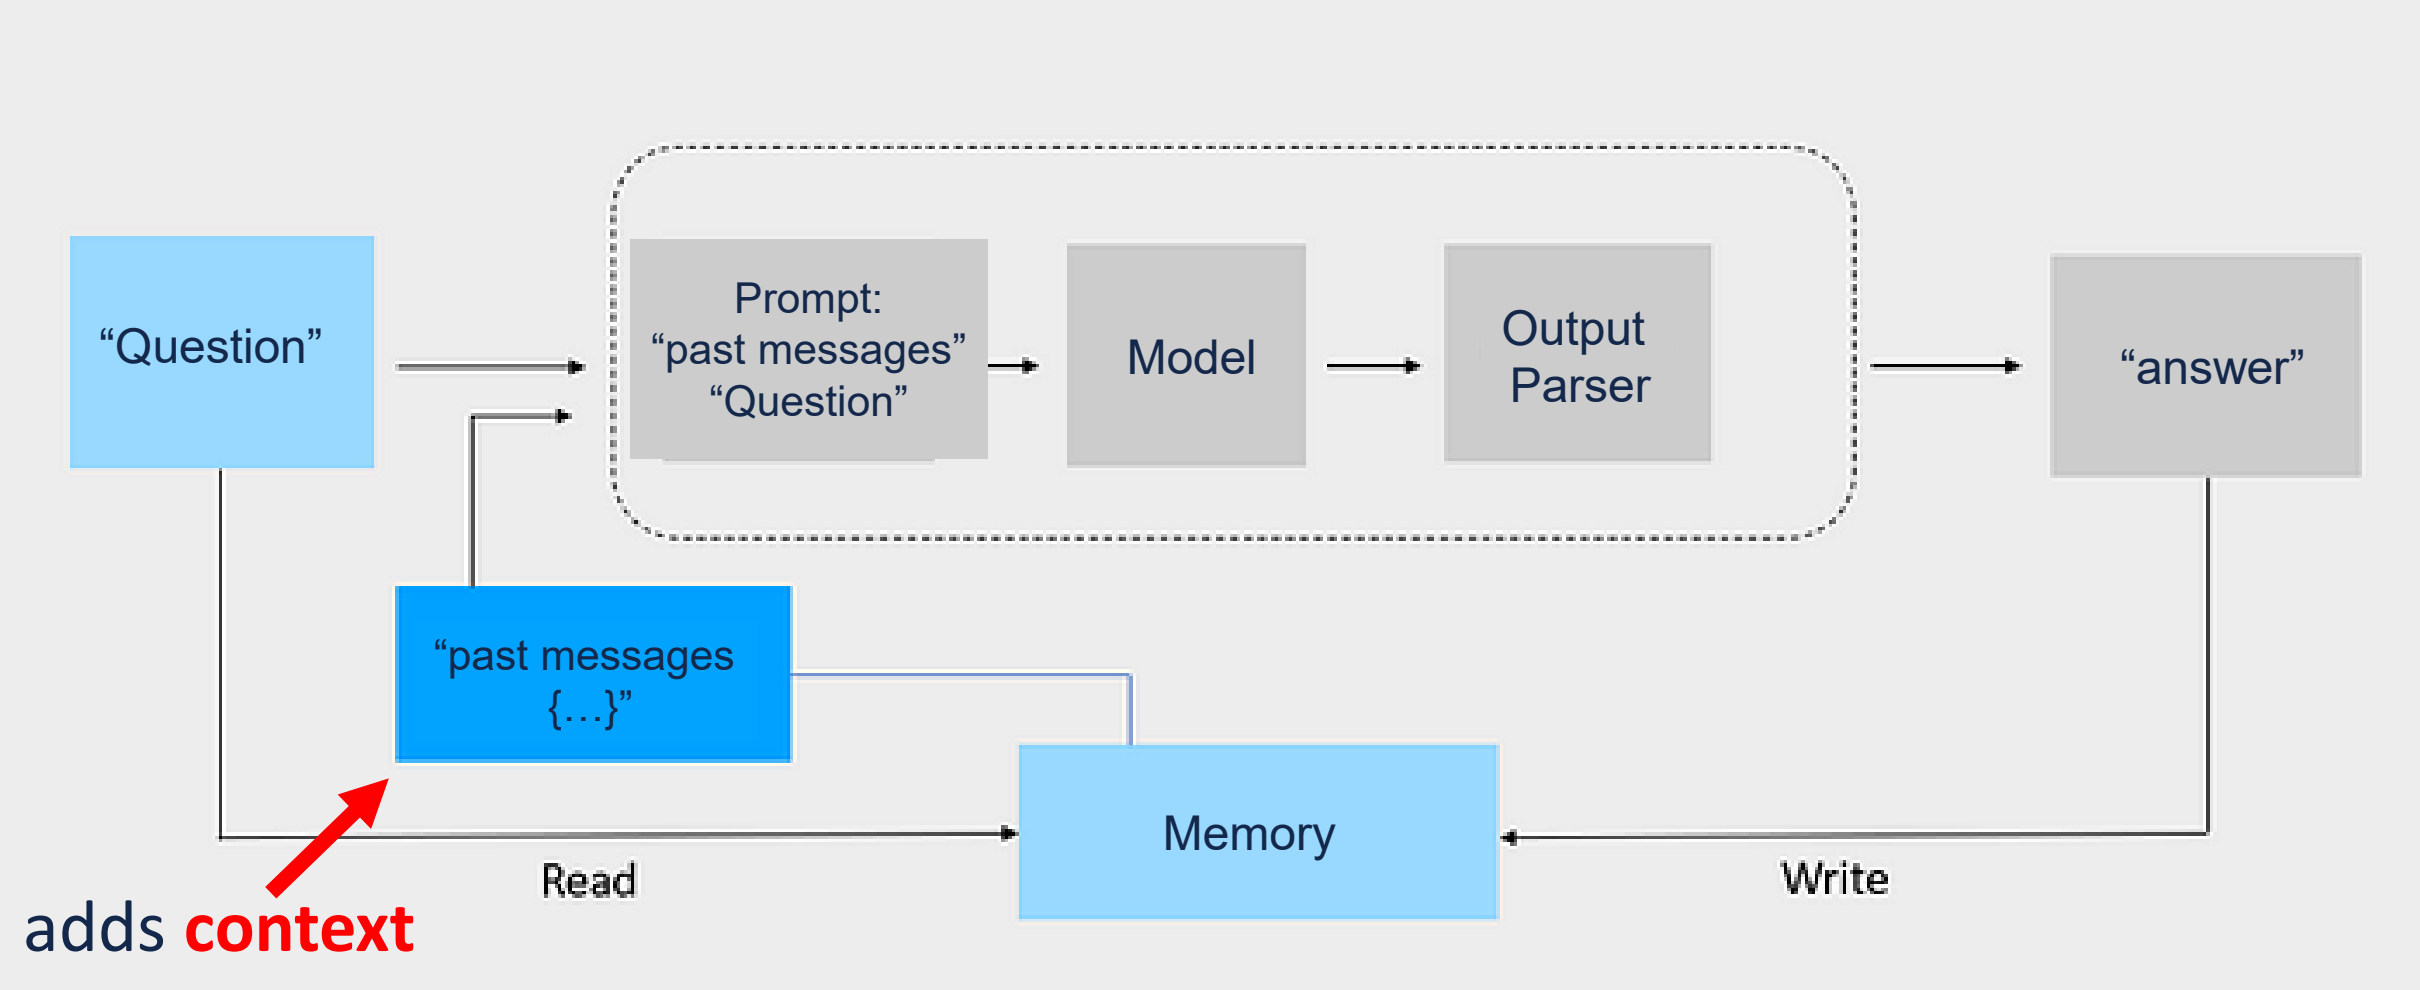 “Question”
Prompt:
“past messages”
“Question”
Model
Output
Parser
“answer”
“past messages
{…}”
Memory
Read
Write
adds context